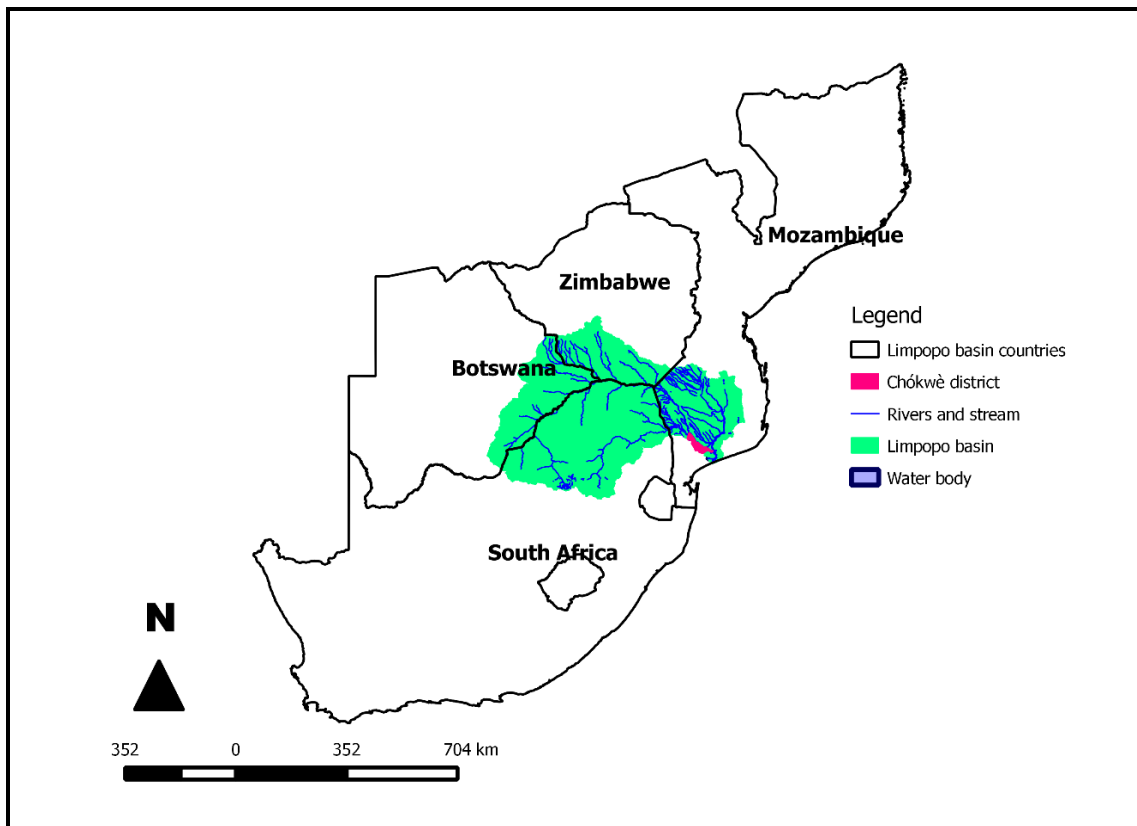 Mozambique
Zimbabwe
Legend
Limpopo basin countries
Botswana
Chókwè district
Rivers and stream
Limpopo basin
Water body
South Africa
N
352 0 352 704 km